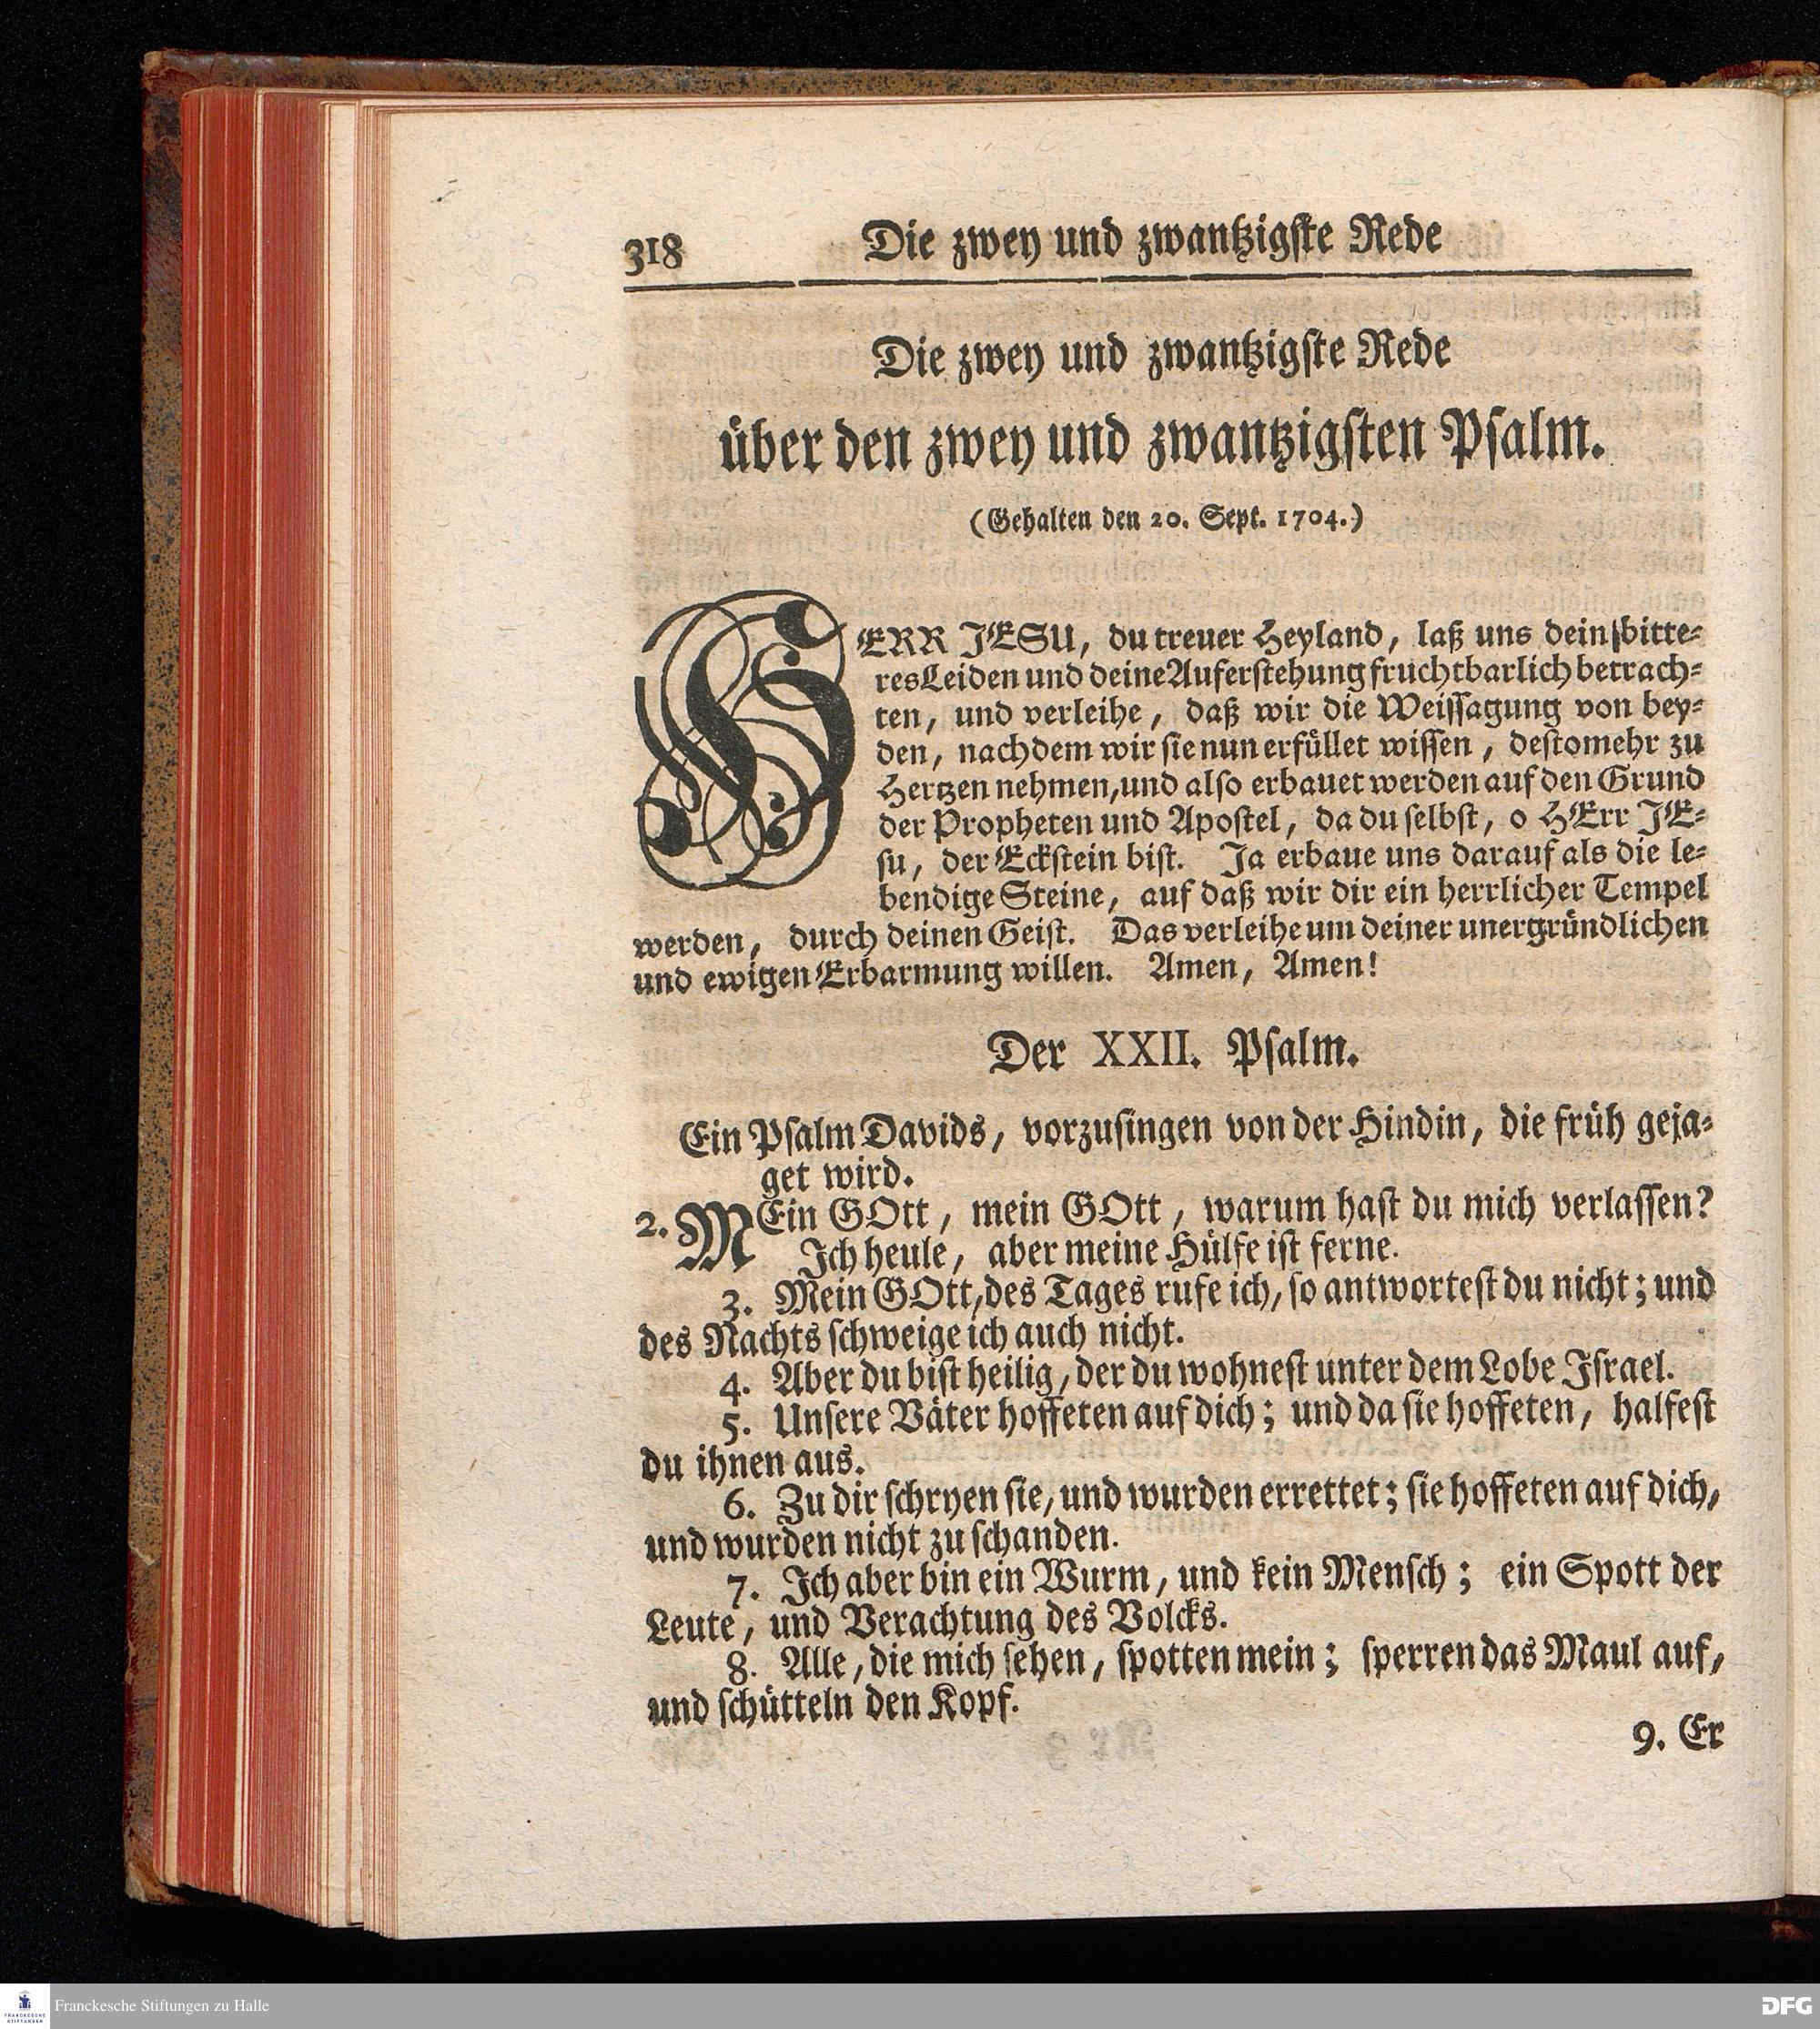 318 Die zwey und zwantzigste Rede
Die zwey und zwantzigste Rede
über den zwey und zwantzigsten Psalm.
(Gehalten den 20. Sept. 1704.)
HERR JESU, du treuer Heyland, laß uns dein bitte-
res Leiden und deine Auferstehung fruchtbarlich betrach-
ten, und verleihe, daß wir die Weissagung von bey-
den, nachdem wir sie nun erfüllet wissen, destomehr zu
Hertzen nehmen, und also erbauet werden auf den Grund
der Propheten und Apostel, da du selbst, o HErr JE-
su, der Eckstein bist. Ja erbaue uns darauf als die le-
bendige Steine, auf daß wir dir ein herrlicher Tempel
werden, durch deinen Geist. Das verleihe um deiner unergründlichen
und ewigen Erbarmung willen. Amen, Amen!
Der XXII. Psalm.
Ein Psalm Davids, vorzusingen von der Hindin, die früh geja-
get wird.
2. MEin GOtt, mein GOtt, warum hast du mich verlassen?
Ich heule, aber meine Hülfe ist ferne.
3. Mein GOtt, des Tages rufe ich, so antwortest du nicht; und
des Nachts schweige ich auch nicht.
4. Aber du bist heilig, der du wohnest unter dem Lobe Israel.
5. Unsere Väter hoffeten auf dich; und da sie hoffeten, halfest
du ihnen aus.
6. Zu dir schryen sie, und wurden errettet; sie hoffeten auf dich,
und wurden nicht zu schanden.
7. Ich aber bin ein Wurm, und kein Mensch; ein Spott der
Leute, und Verachtung des Volcks.
8. Alle, die mich sehen, spotten mein; sperren das Maul auf,
und schütteln den Kopf.
9. Er
FRANCKESCHE
STIFTUNGEN
Franckesche Stiftungen zu Halle
DFG